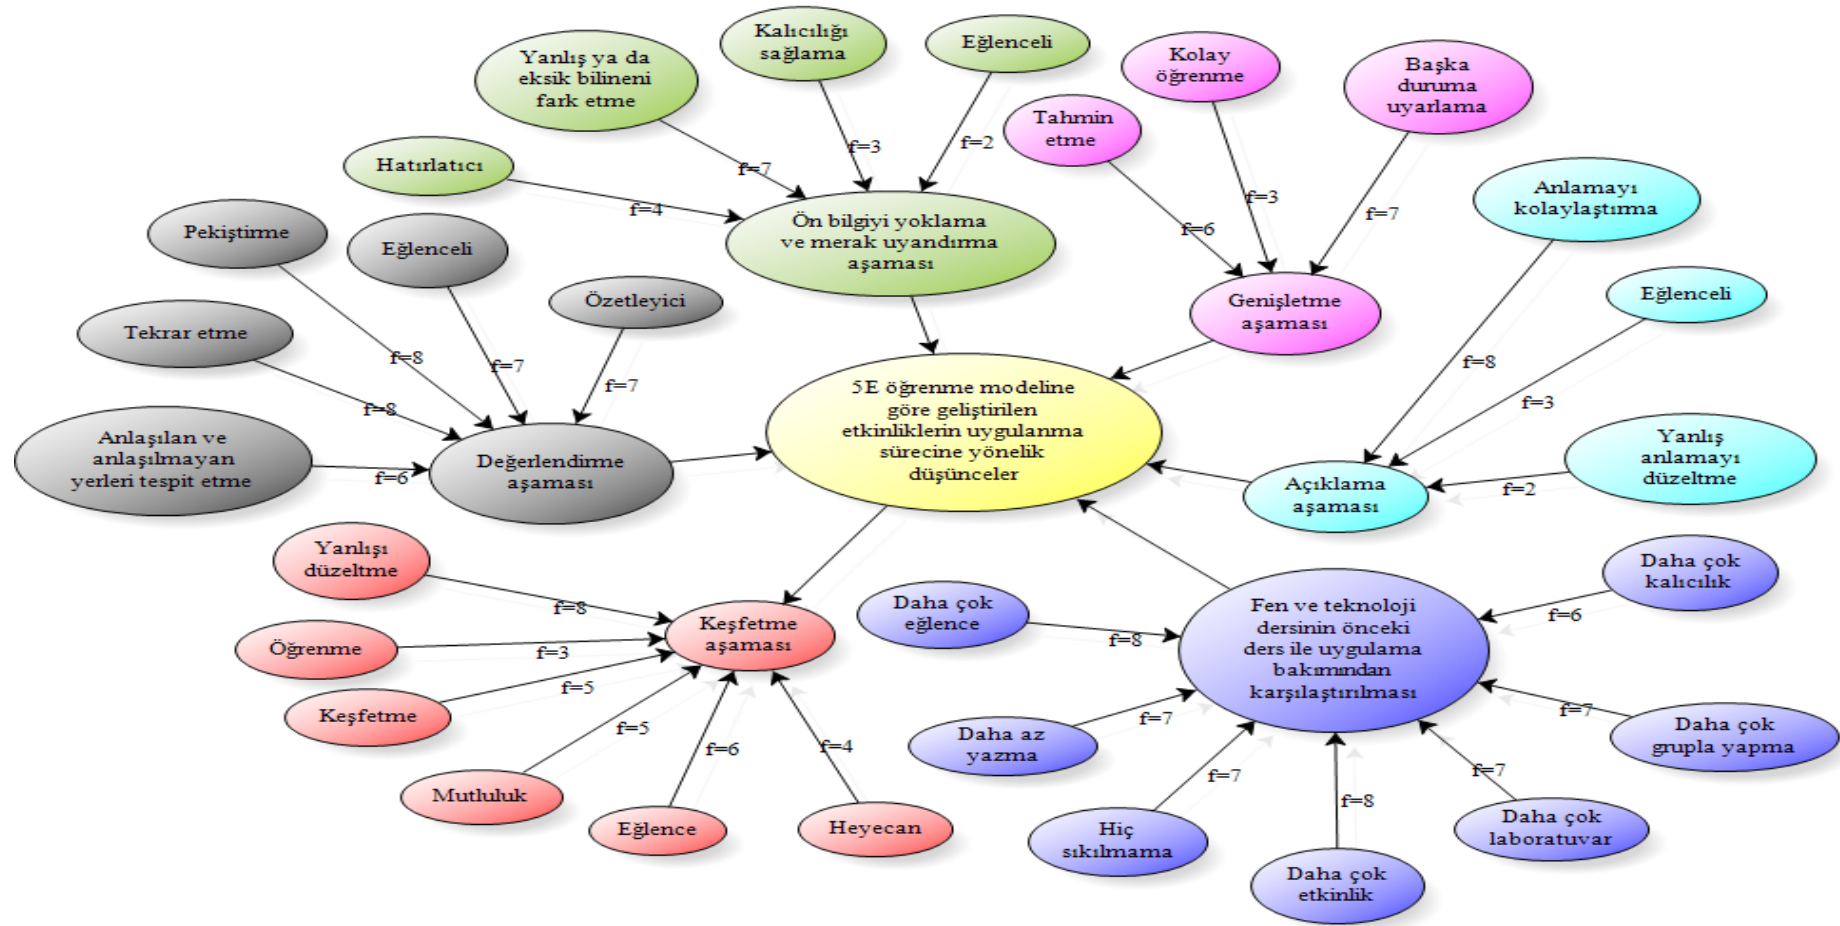 Yanlış ya da
eksik bilineni
fark etme
Kalıcılığı
sağlama
Eğlenceli
Hatırlatıcı
f=7
f=3
f=2
f=4
Ön bilgiyi yoklama
ve merak uyandırma
aşaması
Kolay
öğrenme
Başka
duruma
uyarlama
Tahmin
etme
f=6
f=3
f=7
Genişletme
aşaması
Anlamayı
kolaylaştırma
Eğlenceli
Yanlış
anlamayı
düzeltme
f=8
f=3
f=2
Açıklama
aşaması
Pekiştirme
Eğlenceli
Özetleyici
Tekrar etme
Anlaşılan ve
anlaşılmayan
yerleri tespit etme
f=8
f=7
f=7
f=8
f=6
Değerlendirme
aşaması
5E öğrenme modeline
göre geliştirilen
etkinliklerin uygulanma
sürecine yönelik
düşünceler
Yanlışı
düzeltme
Öğrenme
Keşfetme
Mutluluk
Eğlence
Heyecan
f=8
f=3
f=5
f=5
f=6
f=4
Keşfetme
aşaması
Daha çok
eğlence
Daha az
yazma
Hiç
sıkılmama
Daha çok
etkinlik
Daha çok
laboratuvar
Daha çok
grupla yapma
Daha çok
kalıcılık
f=8
f=7
f=7
f=8
f=7
f=7
f=6
Fen ve teknoloji
dersinin önceki
ders ile uygulama
bakımından
karşılaştırılması